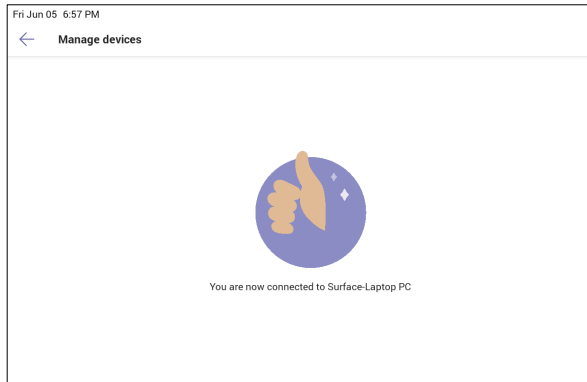 Fri Jun 05 6:57 PM
Manage devices
You are now connected to Surface-Laptop PC